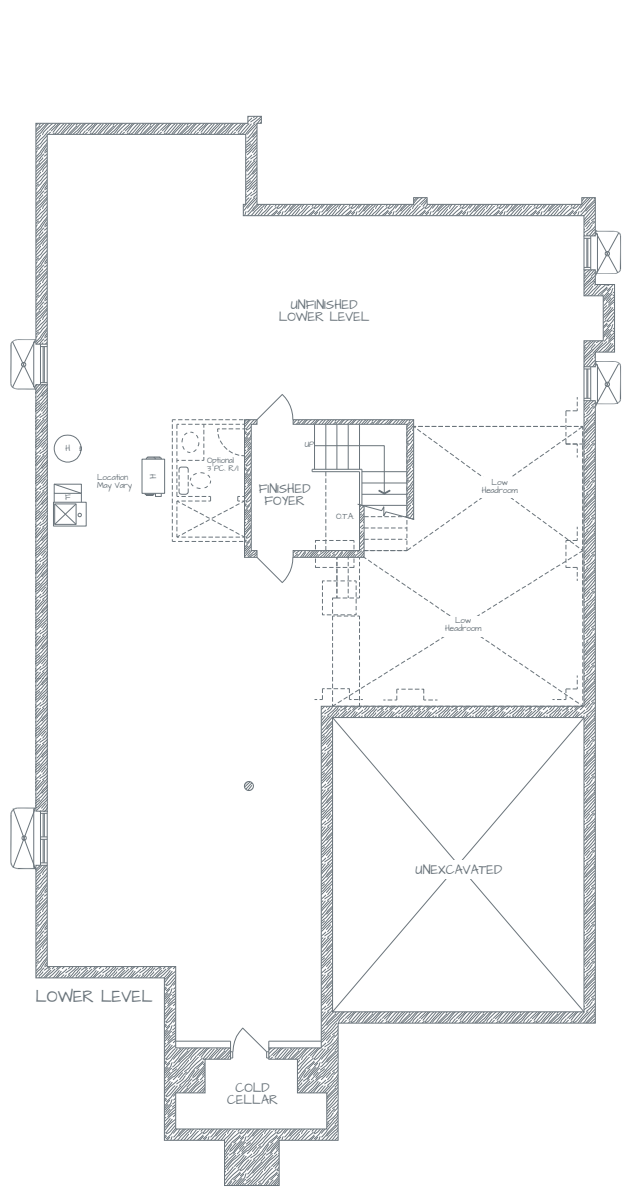 UNFINISHED
LOWER LEVEL
UP
Low
Headroom
H
Optional
3 PC. R/I
Location
May Vary
H
F
FINISHED
FOYER
O.T.A.
Low
Headroom
UNEXCAVATED
LOWER LEVEL
COLD
CELLAR